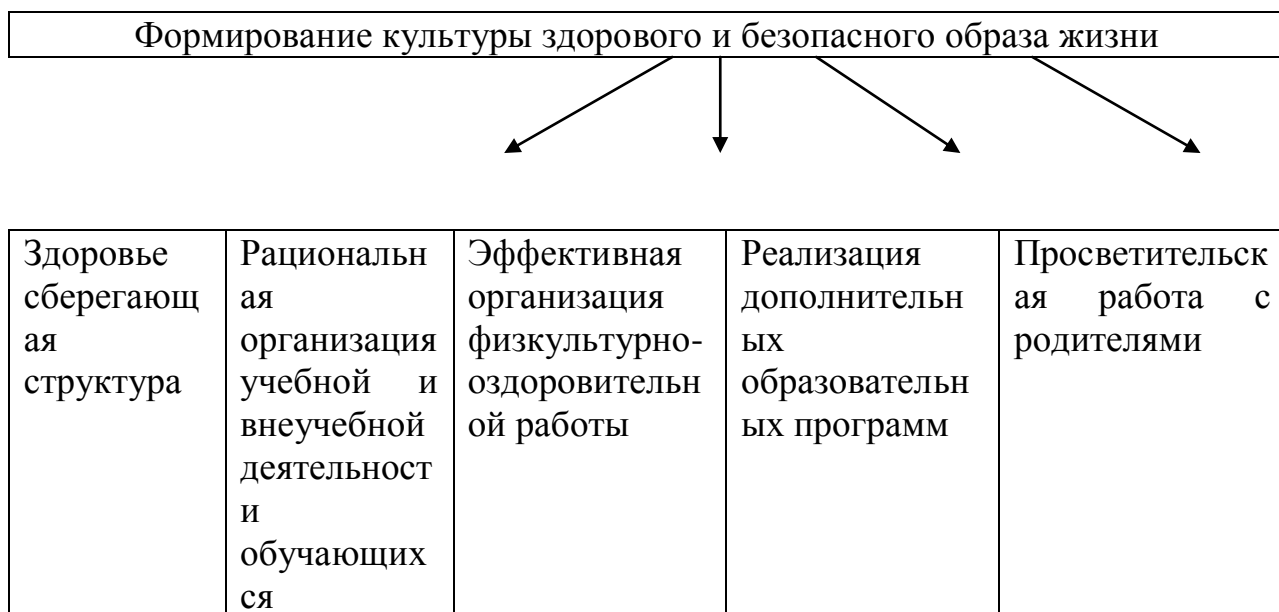 Формирование культуры здорового и безопасного образа жизни
Здоровье
сберегающ
ая
структура
Рациональн
ая
организация
учебной и
внеучебной
деятельност
и
обучающих
ся
Эффективная
организация
физкультурно-
оздоровительн
ой работы
Реализация
дополнительн
ых
образовательн
ых программ
Просветительск
ая работа с
родителями